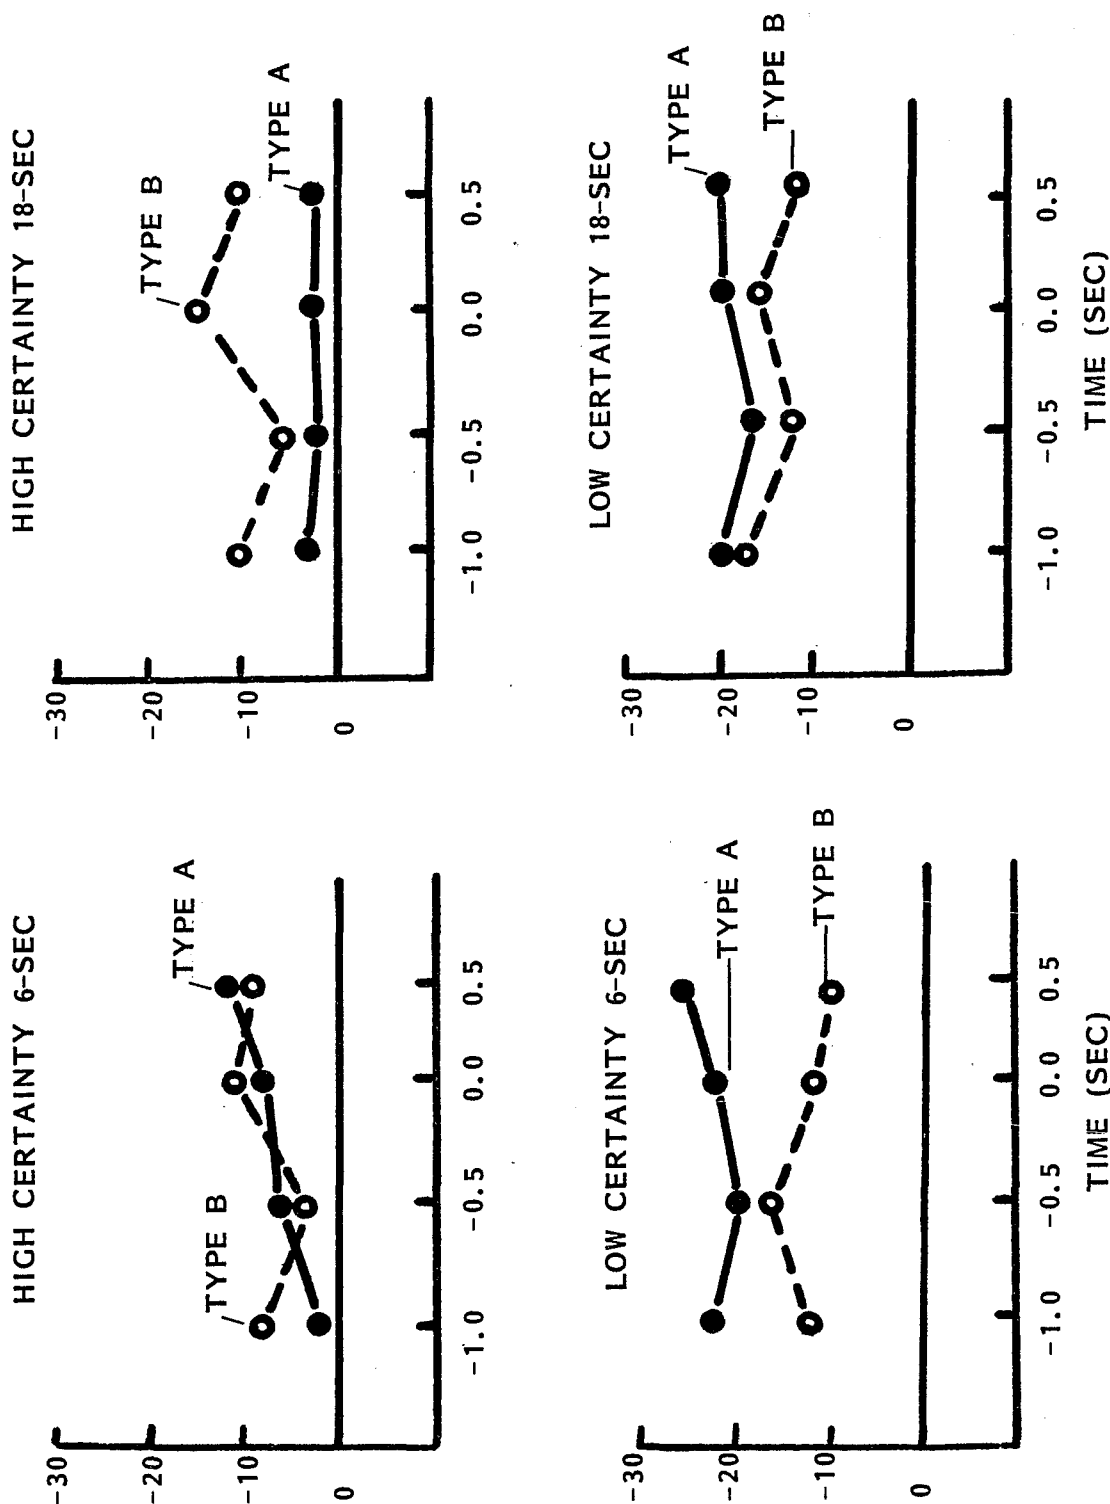 HIGH CERTAINTY 6-SEC
TYPE A
TYPE B
-30
-20
-10
0
-1.0 -0.5 0.0 0.5
HIGH CERTAINTY 18-SEC
TYPE B
TYPE A
-30
-20
-10
0
-1.0 -0.5 0.0 0.5
LOW CERTAINTY 6-SEC
TYPE A
TYPE B
-30
-20
-10
0
-1.0 -0.5 0.0 0.5
TIME (SEC)
LOW CERTAINTY 18-SEC
TYPE A
TYPE B
-30
-20
-10
0
-1.0 -0.5 0.0 0.5
TIME (SEC)